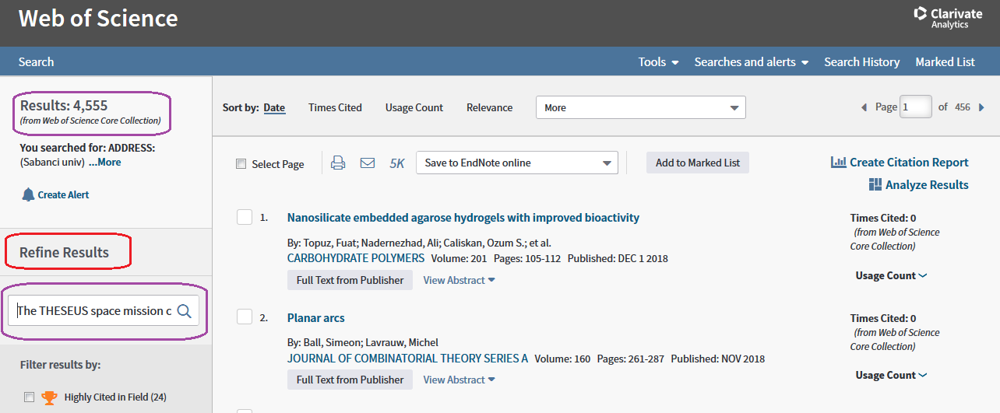 Web of Science
Clarivate
Analytics
Search
Tools
Searches and alerts
Search History
Marked List
Results: 4,555
(from Web of Science Core Collection)
You searched for: ADDRESS:
(Sabanci univ) ...More
Create Alert
Refine Results
The THESEUS space mission c
Filter results by:
Highly Cited in Field (24)
Sort by: Date
Times Cited
Usage Count
Relevance
More
Page 1 of 456
Select Page
5K
Save to EndNote online
Add to Marked List
Create Citation Report
Analyze Results
1. Nanosilicate embedded agarose hydrogels with improved bioactivity
By: Topuz, Fuat; Nadernezhad, Ali; Caliskan, Ozum S.; et al.
CARBOHYDRATE POLYMERS Volume: 201 Pages: 105-112 Published: DEC 1 2018
Full Text from Publisher
View Abstract
Times Cited: 0
(from Web of Science
Core Collection)
Usage Count
2. Planar arcs
By: Ball, Simeon; Lavrauw, Michel
JOURNAL OF COMBINATORIAL THEORY SERIES A Volume: 160 Pages: 261-287 Published: NOV 2018
Full Text from Publisher
View Abstract
Times Cited: 0
(from Web of Science
Core Collection)
Usage Count